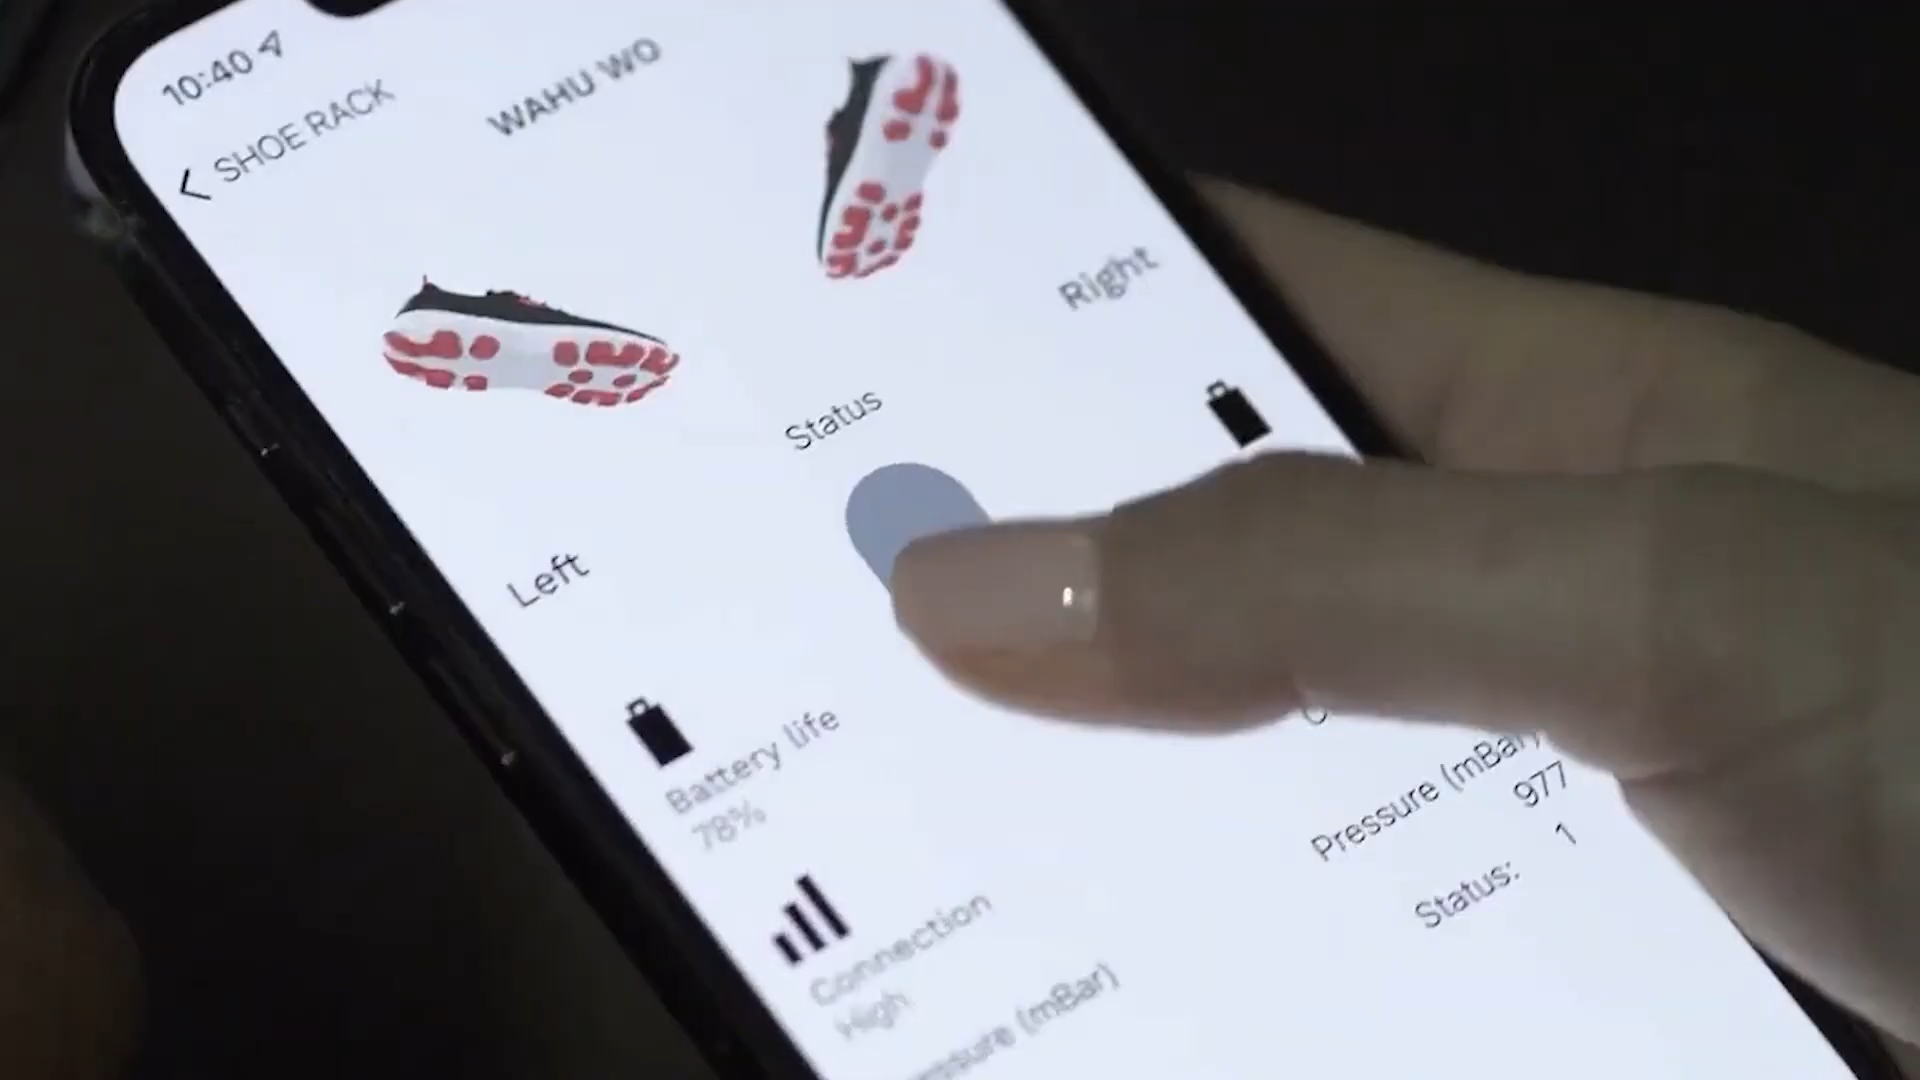 10:40
< SHOE RACK
WAHU WO
Status
Left
Right
Battery life
78%
Connection
High
(mBar)
Pressure (mBar)
977
Status: 1